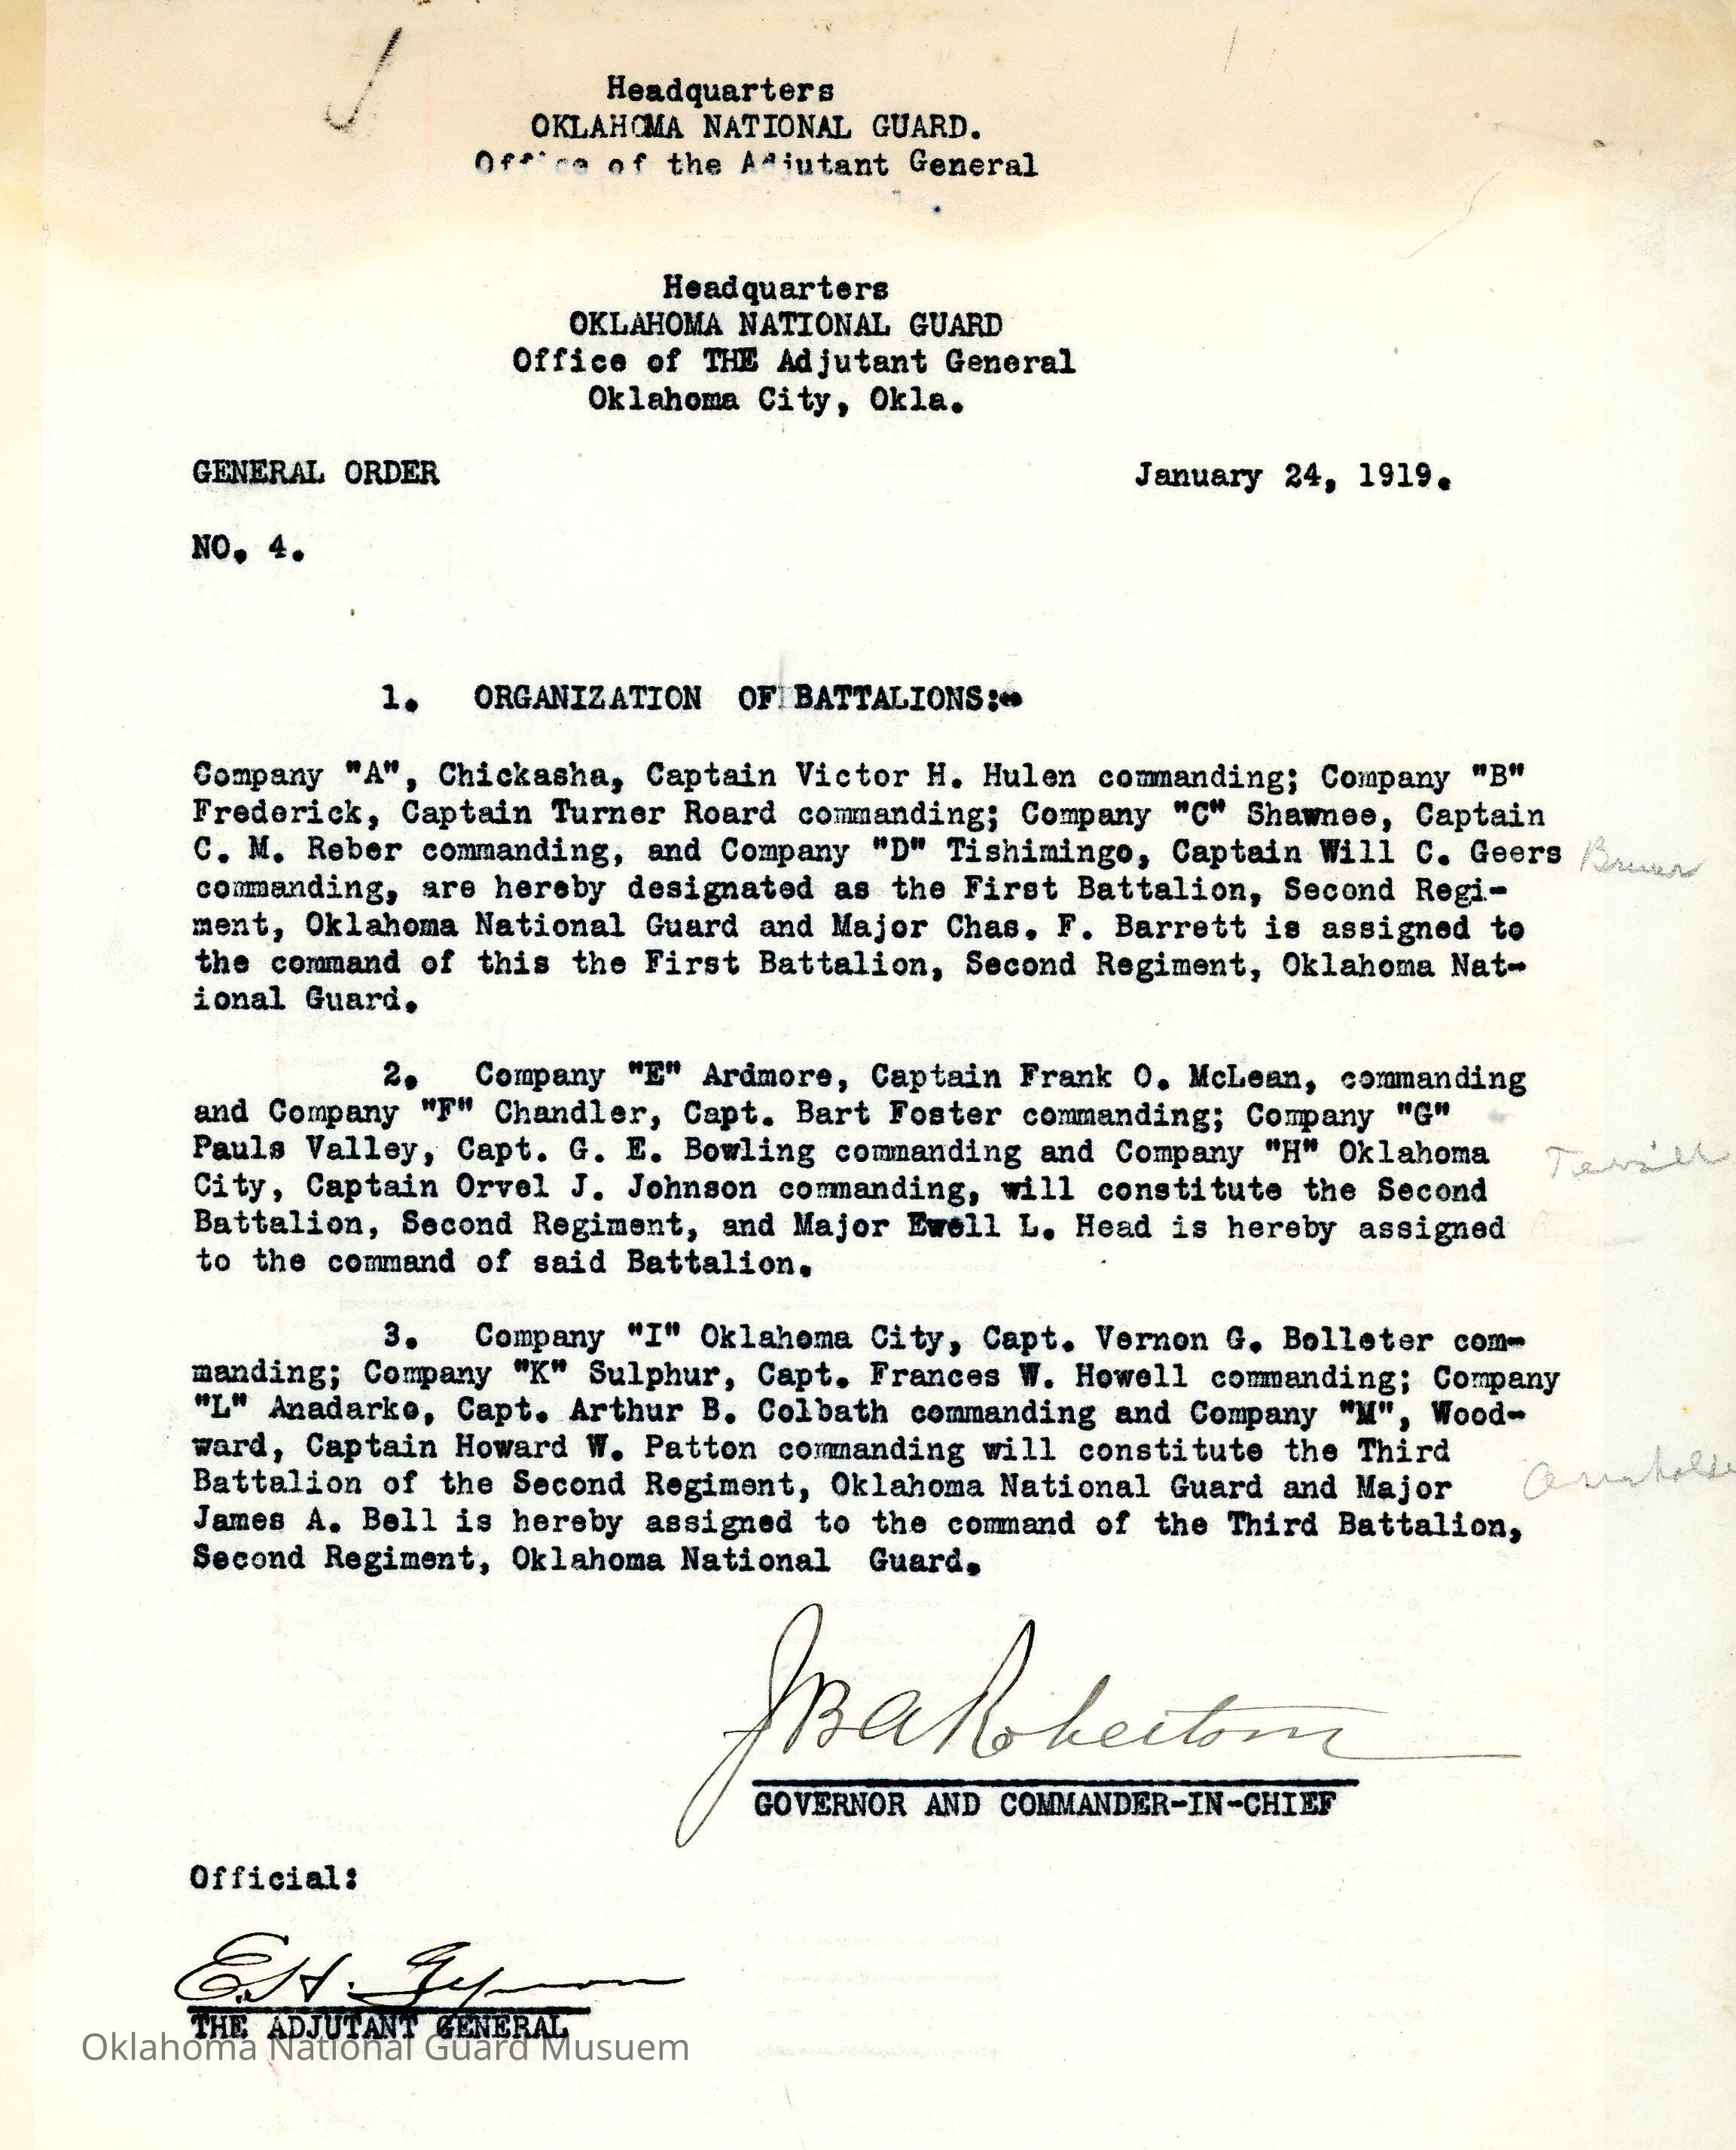 Headquarters
OKLAHOMA NATIONAL GUARD.
Office of the Adjutant General
Headquarters
OKLAHOMA NATIONAL GUARD
Office of THE Adjutant General
Oklahoma City, Okla.
GENERAL ORDER January 24, 1919.
NO. 4.
1. ORGANIZATION OF BATTALIONS:-
Company "A", Chickasha, Captain Victor H. Hulen commanding; Company "B"
Frederick, Captain Turner Roard commanding; Company "C" Shawnee, Captain
C. M. Reber commanding, and Company "D" Tishimingo, Captain Will C. Geers
commanding, are hereby designated as the First Battalion, Second Regi-
ment, Oklahoma National Guard and Major Chas. F. Barrett is assigned to
the command of this the First Battalion, Second Regiment, Oklahoma Nat-
ional Guard.
2. Company "E" Ardmore, Captain Frank O. McLean, commanding
and Company "F" Chandler, Capt. Bart Foster commanding; Company "G"
Pauls Valley, Capt. G. E. Bowling commanding and Company "H" Oklahoma
City, Captain Orvel J. Johnson commanding, will constitute the Second
Battalion, Second Regiment, and Major Ewell L. Head is hereby assigned
to the command of said Battalion.
3. Company "I" Oklahoma City, Capt. Vernon G. Bolleter com-
manding; Company "K" Sulphur, Capt. Frances W. Howell commanding; Company
"L" Anadarko, Capt. Arthur B. Colbath commanding and Company "M", Wood-
ward, Captain Howard W. Patton commanding will constitute the Third
Battalion of the Second Regiment, Oklahoma National Guard and Major
James A. Bell is hereby assigned to the command of the Third Battalion,
Second Regiment, Oklahoma National Guard.
JBA Robertson
GOVERNOR AND COMMANDER-IN-CHIEF
Official:
E.H.
THE ADJUTANT GENERAL
Oklahoma National Guard Musuem